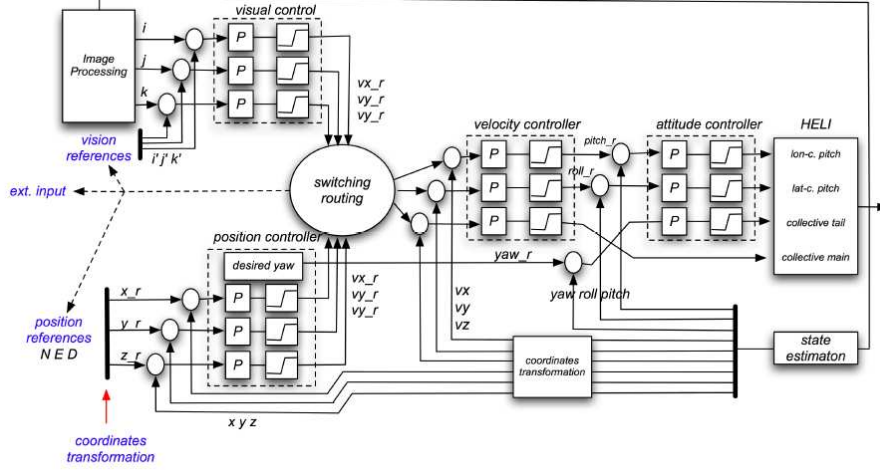 visual control
Image
Processing
i
j
k
P
P
P
vx_r
vy_r
vy_r
vision
references
i' j' k'
ext. input
switching
routing
velocity controller
P
P
P
pitch_r
roll_r
attitude controller
P
P
P
HELI
lon-c. pitch
lat-c. pitch
collective tail
collective main
position controller
desired yaw
yaw_r
P
P
P
vx_r
vy_r
vy_r
x_r
y_r
z_r
position
references
N E D
vx
vy
vz
yaw roll pitch
coordinates
transformation
state
estimaton
x y z
coordinates
transformation